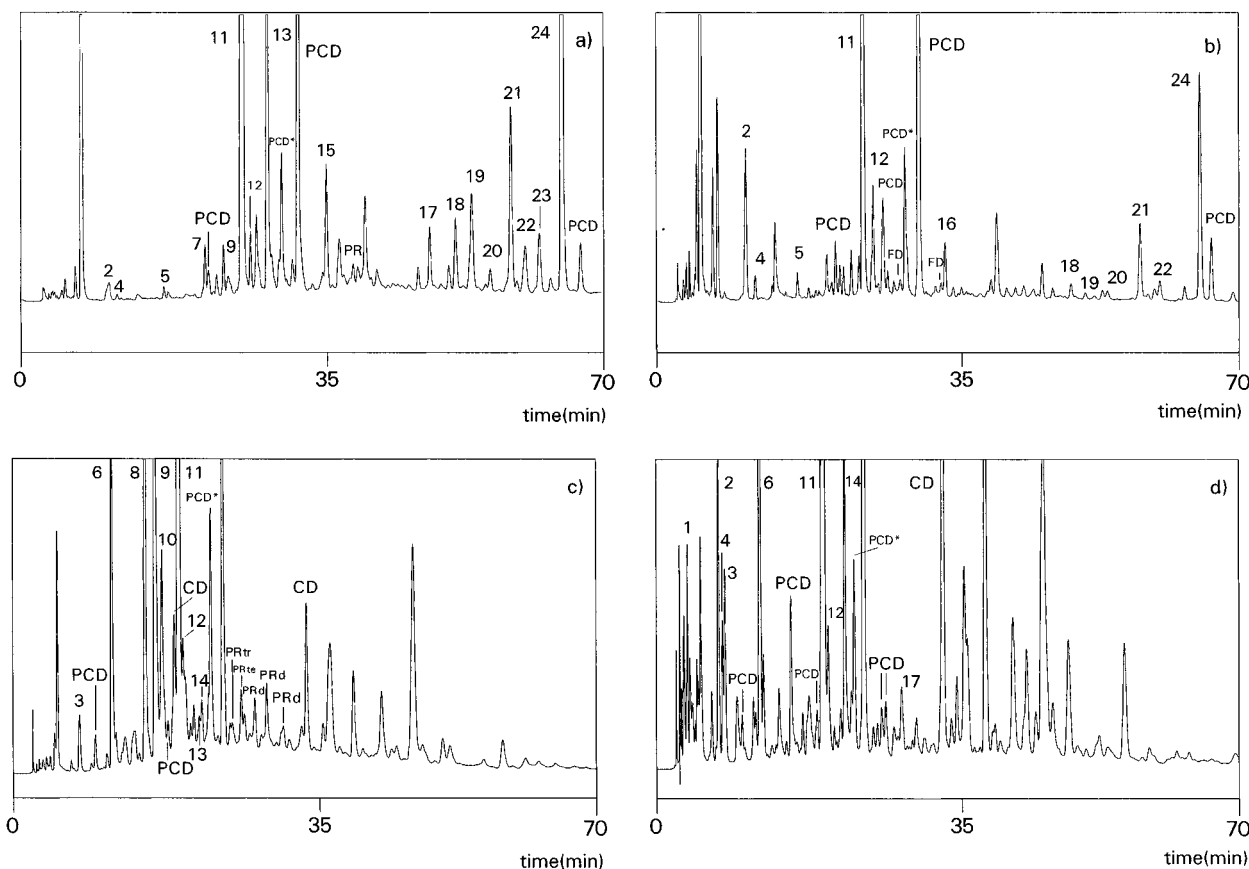 11
13
24
a)
PCD
21
PCD*
15
19
12
23
18
17
PCD
7
9
22
PCD
PR
20
2
5
4
0
35
70
time(min)
11
PCD
b)
24
2
PCD*
12
PCD
21
PCD
16
PCD
FD
FD
4
5
18
19
20
22
0
35
70
time(min)
6
8
9
11
c)
PCD*
10
CD
CD
12
PRtr
PCD
PRte
PRd
14
PRd
PRd
3
PCD
13
0
35
70
time(min)
2
6
11
14
CD
d)
1
4
PCD*
3
PCD
12
PCD
PCD
PCD
17
0
35
70
time(min)